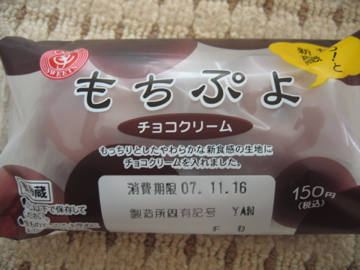 SWEETS
もちぷよ
チョコクリーム
もっちりとしたやわらかな新食感の生地に
チョコクリームを入れました。
消費期限 07.11.16
製造所固有記号 YAN
150円
(税込)